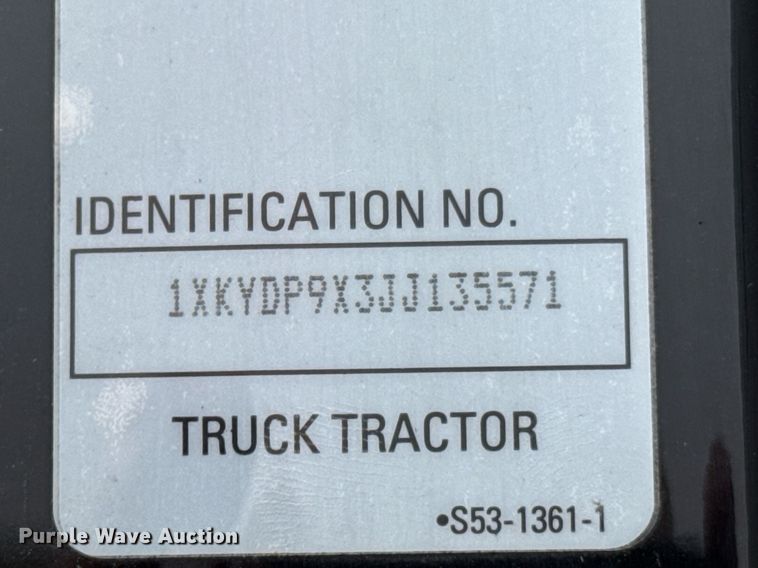 IDENTIFICATION NO.
1XKYDP9X3JJ135571
TRUCK TRACTOR
•S53-1361-1
Purple Wave Auction